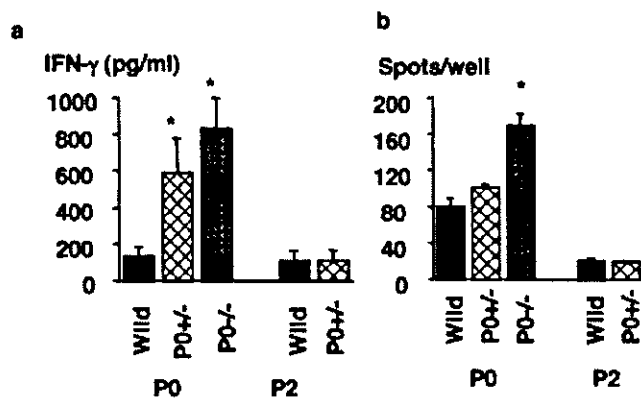 a
IFN-γ (pg/ml)
1000
800
600
400
200
0
*
*
Wild
P0+/-
P0-/-
Wild
P0+/-
P0
P2
b
Spots/well
200
160
120
80
40
0
*
Wild
P0+/-
P0-/-
Wild
P0+/-
P0
P2